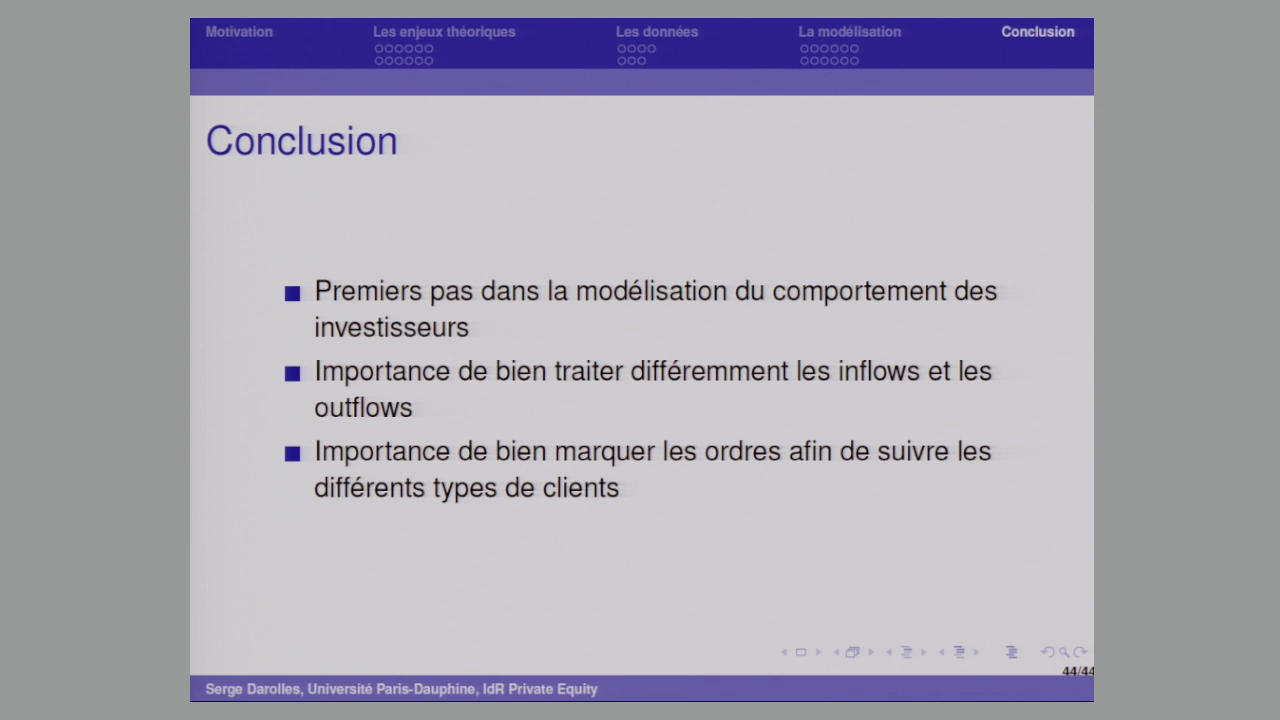 Motivation Les enjeux théoriques Les données La modélisation Conclusion
Conclusion
Premiers pas dans la modélisation du comportement des
investisseurs
Importance de bien traiter différemment les inflows et les
outflows
Importance de bien marquer les ordres afin de suivre les
différents types de clients
44/44
Serge Darolles, Université Paris-Dauphine, IdR Private Equity